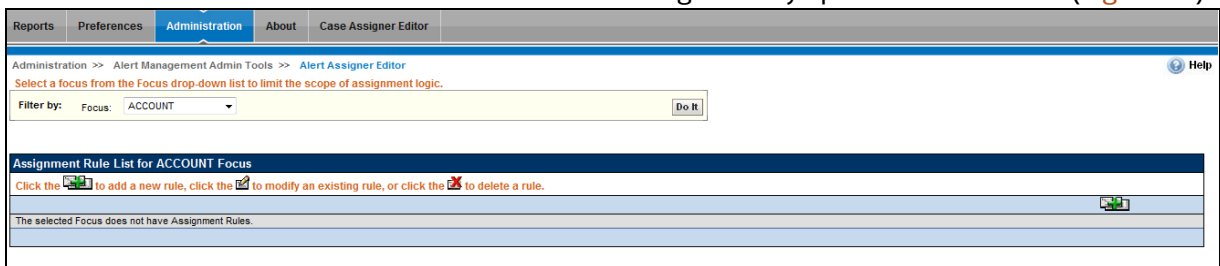 Reports Preferences Administration About Case Assigner Editor
Administration >> Alert Management Admin Tools >> Alert Assigner Editor Help
Select a focus from the Focus drop-down list to limit the scope of assignment logic.
Filter by: Focus: ACCOUNT Do It
Assignment Rule List for ACCOUNT Focus
Click the to add a new rule, click the to modify an existing rule, or click the to delete a rule.
The selected Focus does not have Assignment Rules.